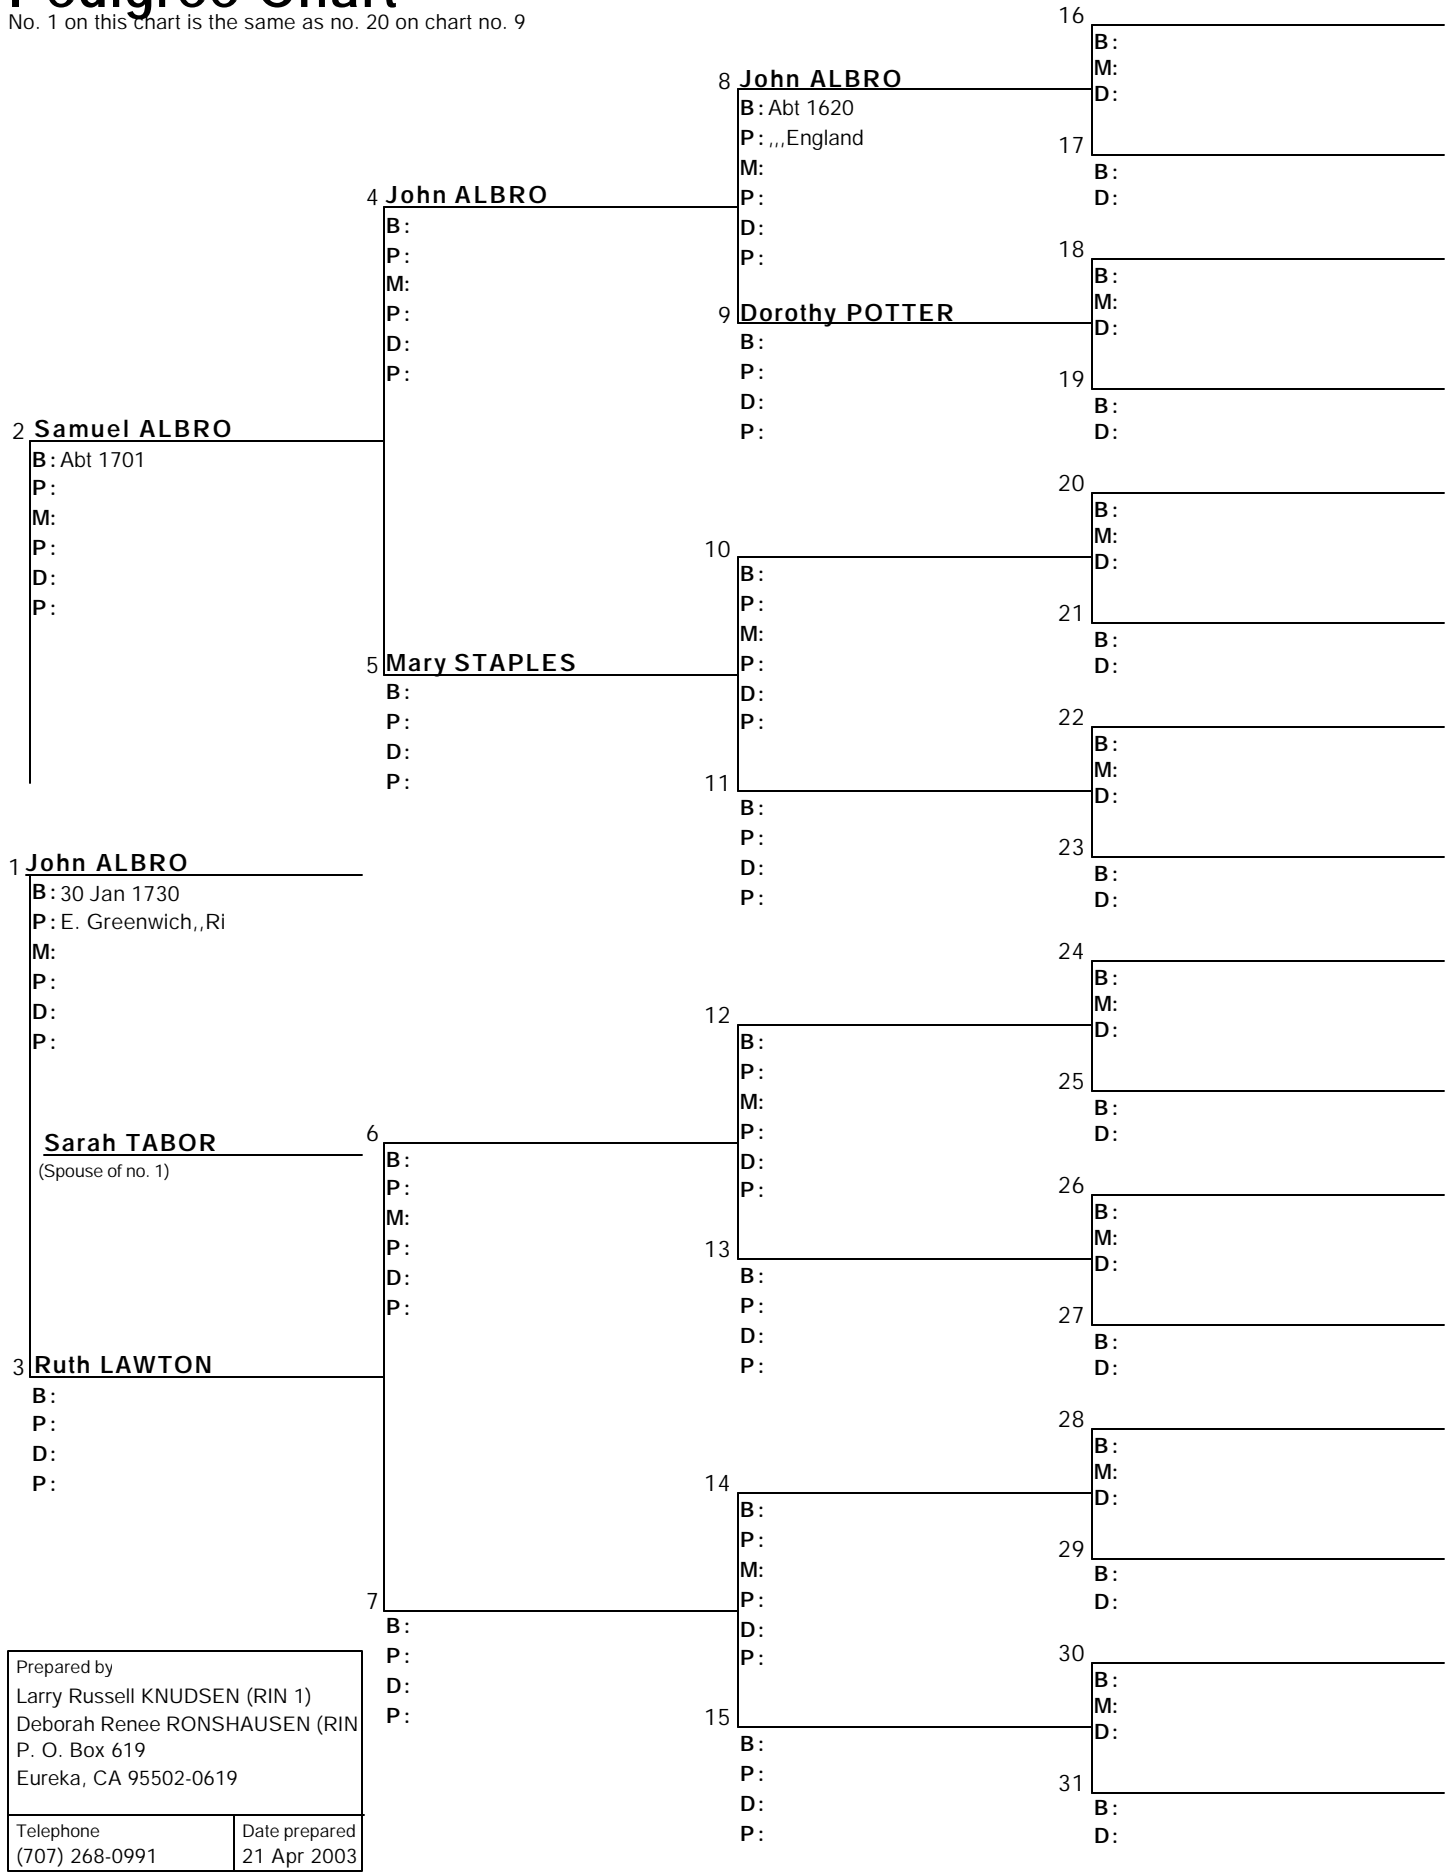 Pedigree Chart
No. 1 on this chart is the same as no. 20 on chart no. 9
2 Samuel ALBRO
B: Abt 1701
P:
M:
P:
D:
P:
1 John ALBRO
B: 30 Jan 1730
P: E. Greenwich,,Ri
M:
P:
D:
P:
Sarah TABOR
(Spouse of no. 1)
3 Ruth LAWTON
B:
P:
D:
P:
4 John ALBRO
B:
P:
M:
P:
D:
P:
5 Mary STAPLES
B:
P:
D:
P:
6
B:
P:
M:
P:
D:
P:
7
B:
P:
D:
P:
8 John ALBRO
B: Abt 1620
P: ,,,England
M:
P:
D:
P:
9 Dorothy POTTER
B:
P:
D:
P:
10
B:
P:
M:
P:
D:
P:
11
B:
P:
D:
P:
12
B:
P:
M:
P:
D:
P:
13
B:
P:
D:
P:
14
B:
P:
M:
P:
D:
P:
15
B:
P:
D:
P:
16
B:
M:
D:
17
B:
D:
18
B:
M:
D:
19
B:
D:
20
B:
M:
D:
21
B:
D:
22
B:
M:
D:
23
B:
D:
24
B:
M:
D:
25
B:
D:
26
B:
M:
D:
27
B:
D:
28
B:
M:
D:
29
B:
D:
30
B:
M:
D:
31
B:
D:
Prepared by
Larry Russell KNUDSEN (RIN 1)
Deborah Renee RONSHAUSEN (RIN
P. O. Box 619
Eureka, CA 95502-0619
Telephone
(707) 268-0991
Date prepared
21 Apr 2003